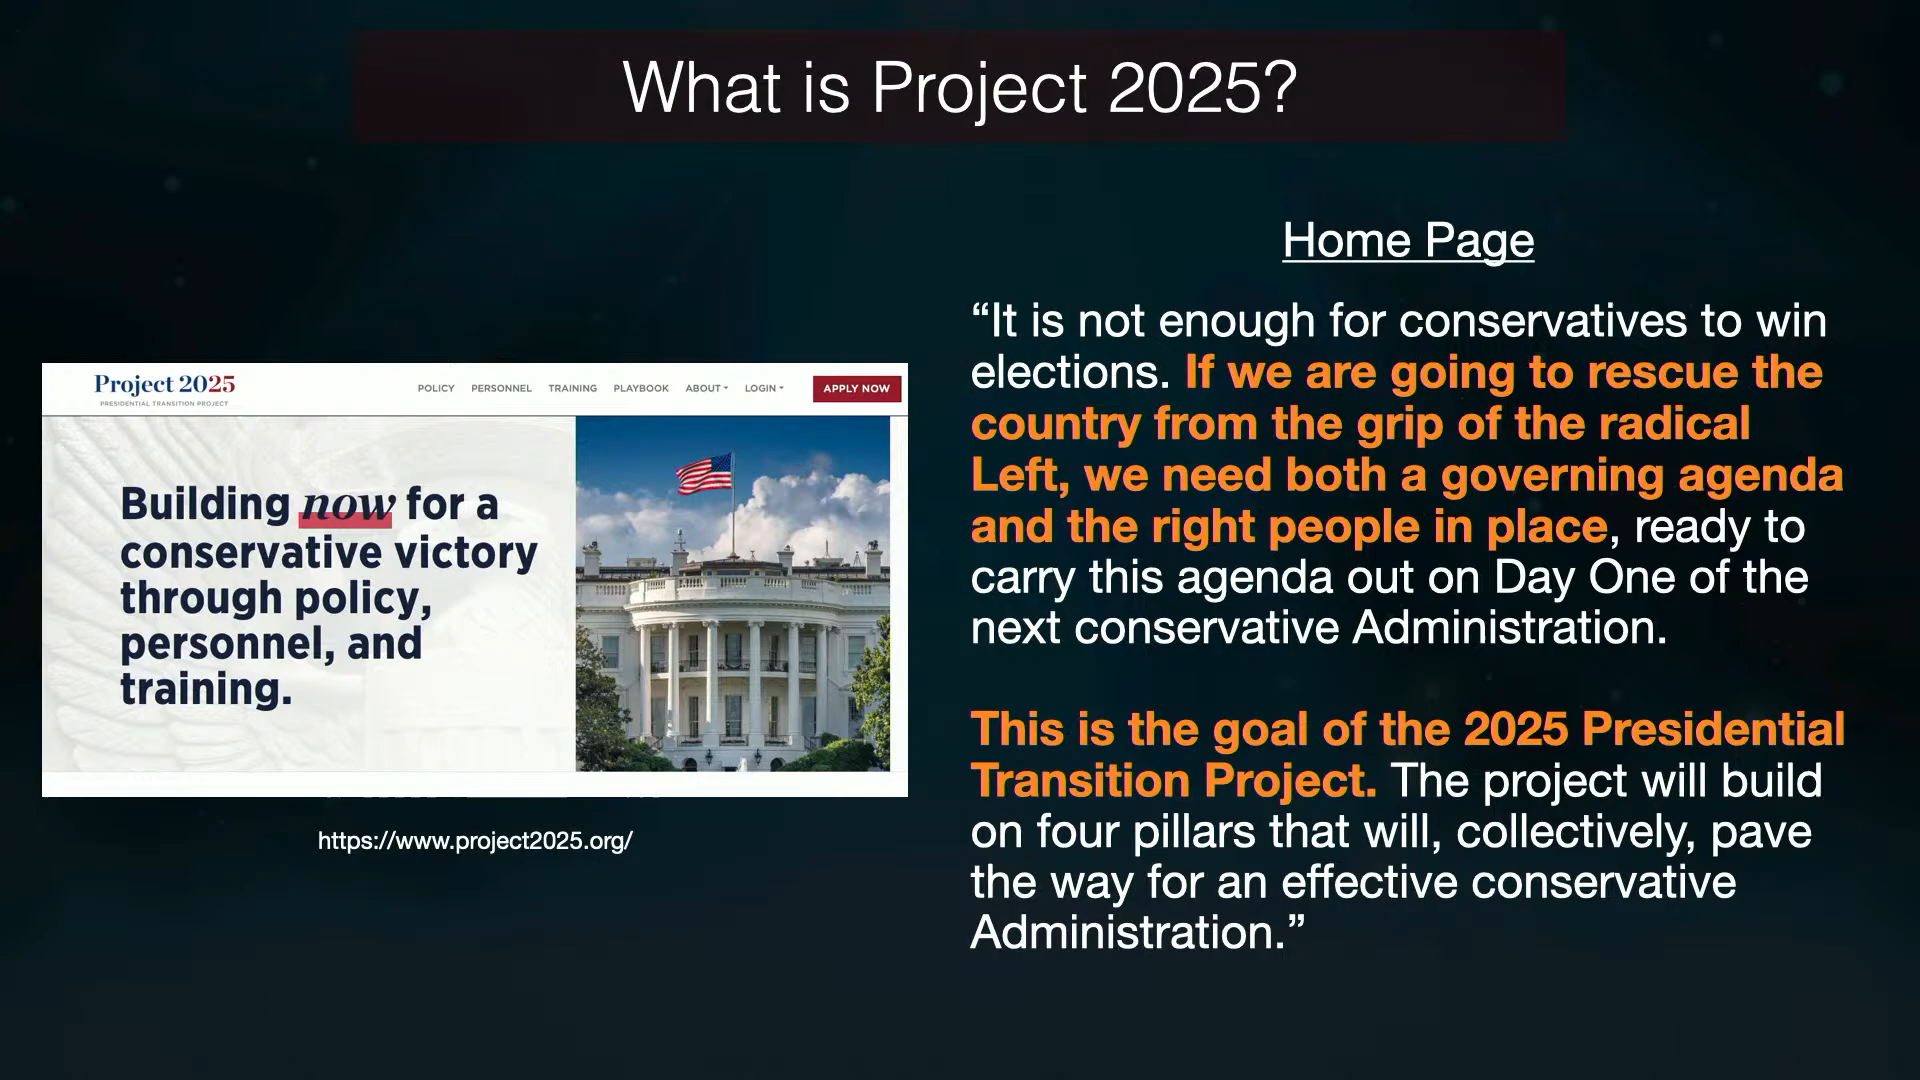 What is Project 2025?
Project 2025
PRESIDENTIAL TRANSITION PROJECT
POLICY PERSONNEL TRAINING PLAYBOOK ABOUT LOGIN APPLY NOW
Building now for a
conservative victory
through policy,
personnel, and
training.
https://www.project2025.org/
Home Page
“It is not enough for conservatives to win
elections. If we are going to rescue the
country from the grip of the radical
Left, we need both a governing agenda
and the right people in place, ready to
carry this agenda out on Day One of the
next conservative Administration.
This is the goal of the 2025 Presidential
Transition Project. The project will build
on four pillars that will, collectively, pave
the way for an effective conservative
Administration.”